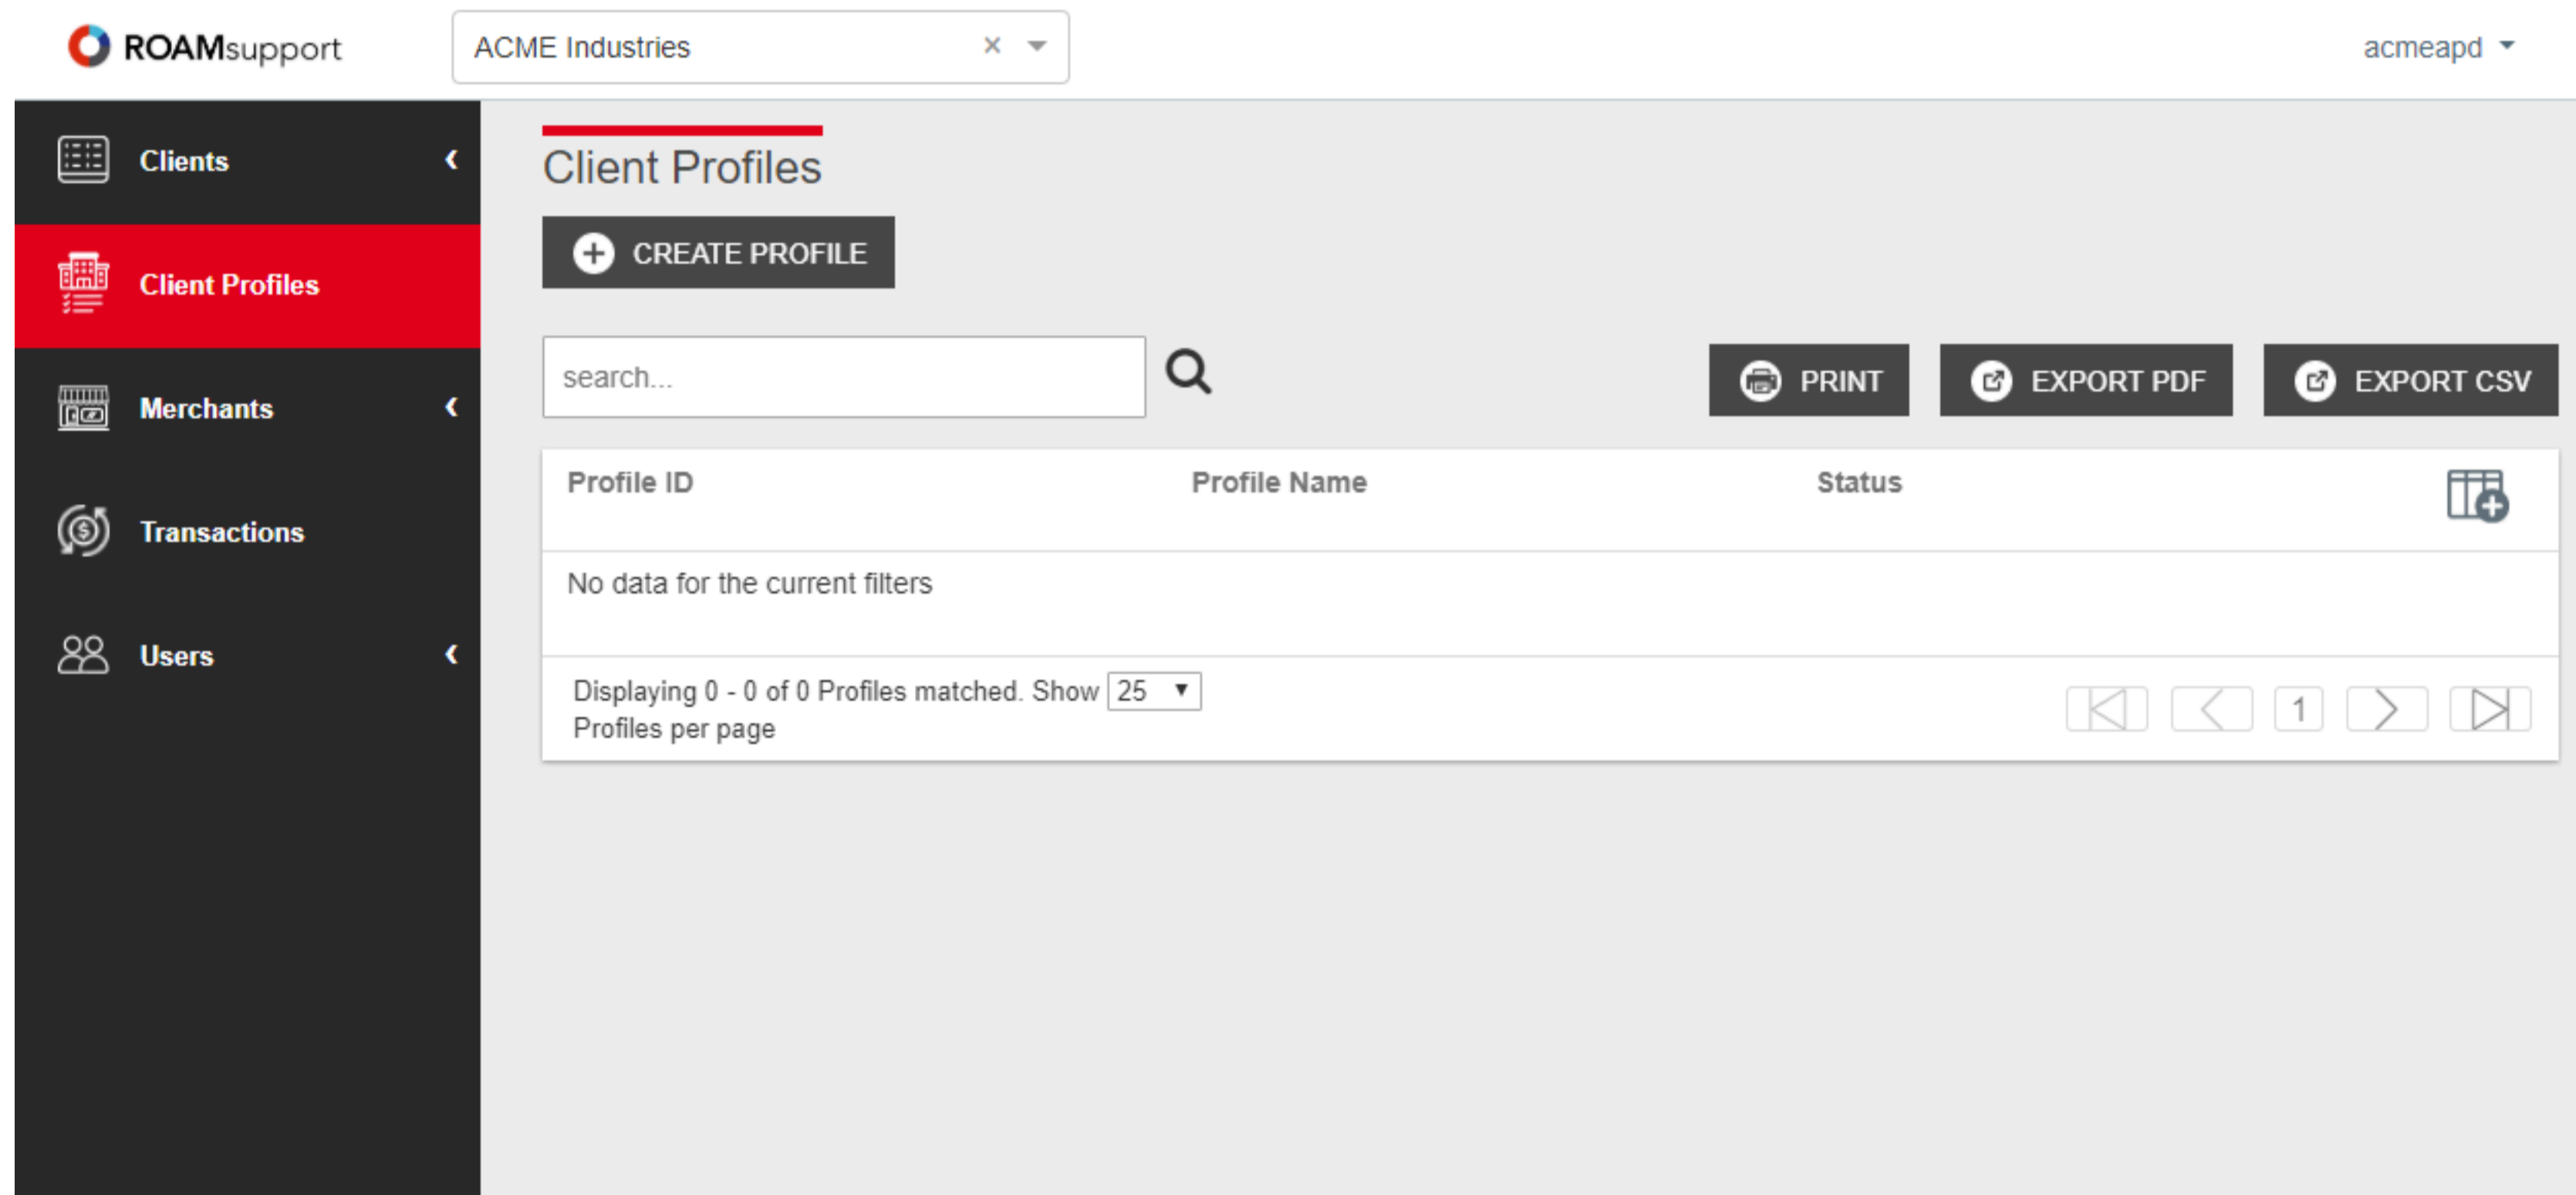 ROAMsupport
ACME Industries × 
acmeapd
Clients
Client Profiles
Merchants
Transactions
Users
Client Profiles
CREATE PROFILE
search...
PRINT EXPORT PDF EXPORT CSV
Profile ID Profile Name Status
No data for the current filters
Displaying 0 - 0 of 0 Profiles matched. Show 25
Profiles per page
1